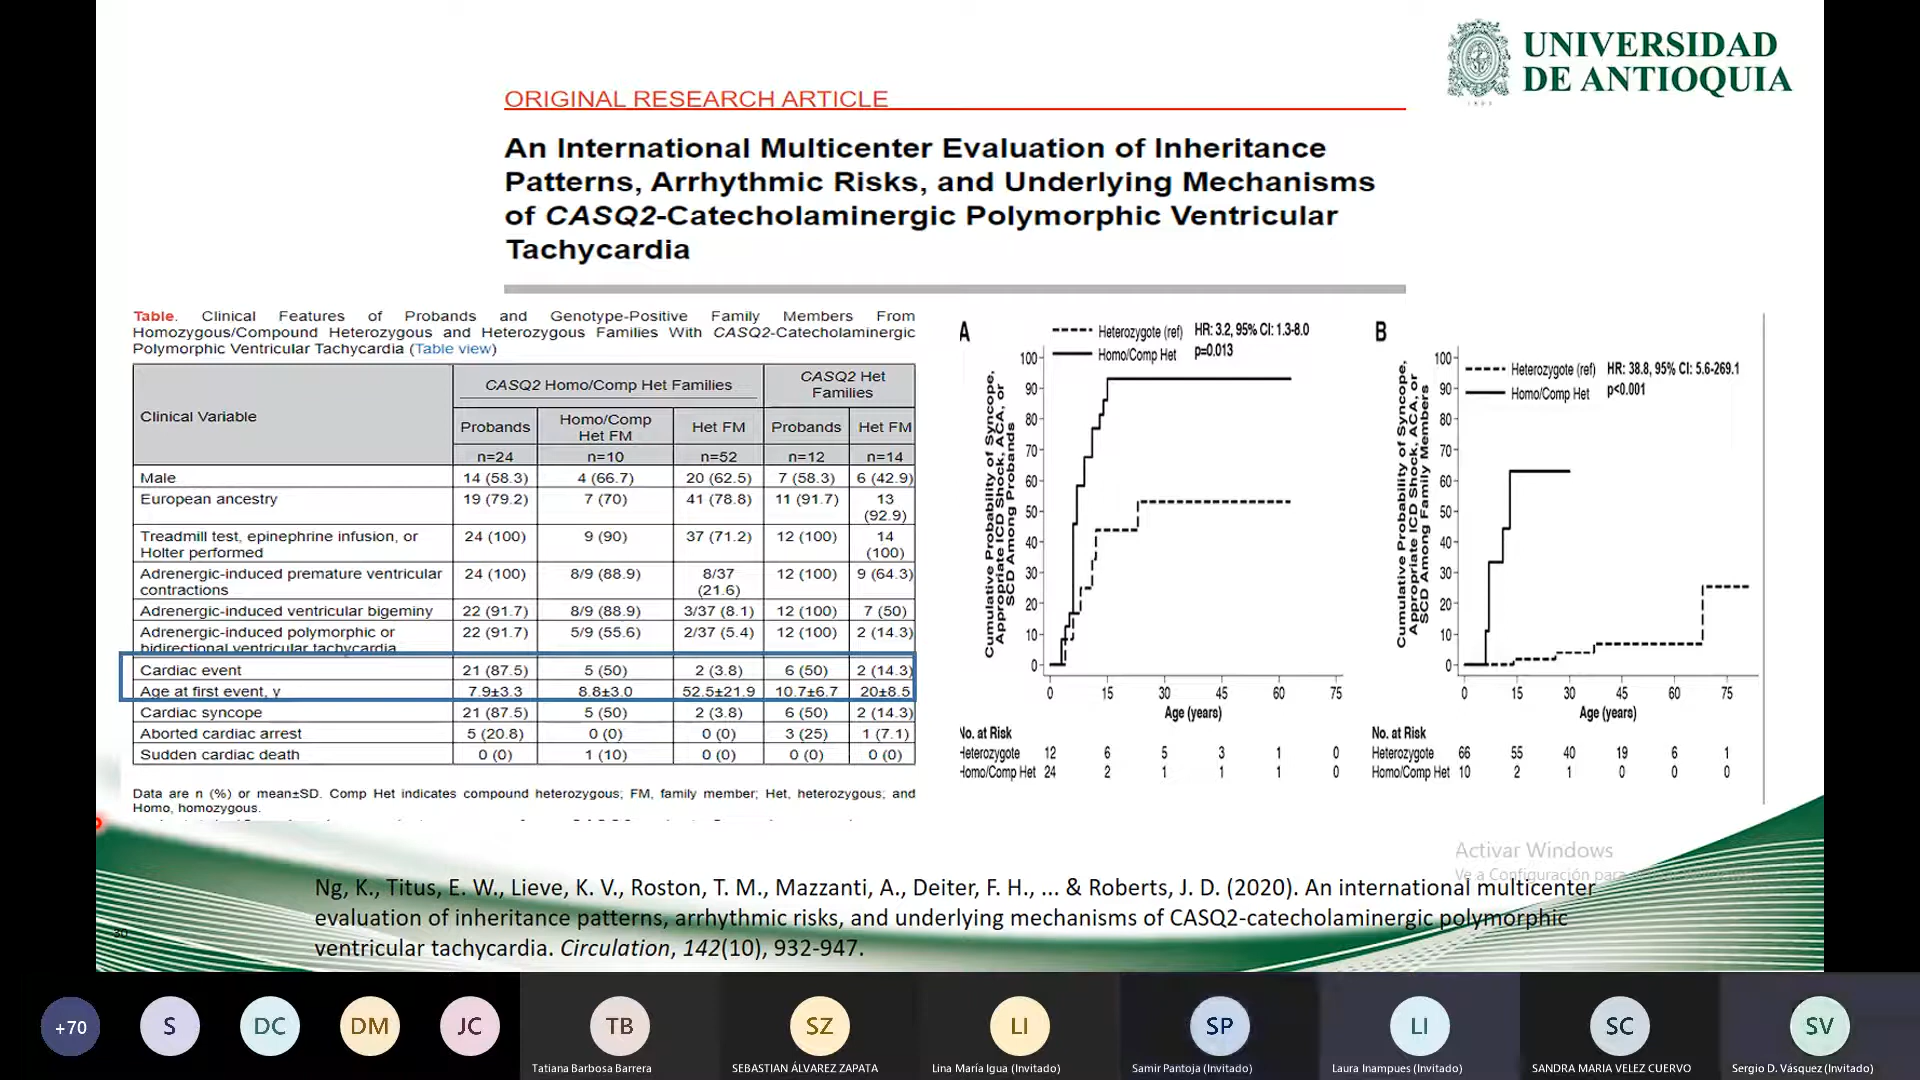 UNIVERSIDAD
DE ANTIOQUIA
1803
ORIGINAL RESEARCH ARTICLE
An International Multicenter Evaluation of Inheritance
Patterns, Arrhythmic Risks, and Underlying Mechanisms
of CASQ2-Catecholaminergic Polymorphic Ventricular
Tachycardia
Table. Clinical Features of Probands and Genotype-Positive Family Members From
Homozygous/Compound Heterozygous and Heterozygous Families With CASQ2-Catecholaminergic
Polymorphic Ventricular Tachycardia (Table view)
Clinical Variable
CASQ2 Homo/Comp Het Families
CASQ2 Het
Families
Probands
Homo/Comp
Het FM
Het FM
Probands
Het FM
n=24 n=10 n=52 n=12 n=14
Male 14 (58.3) 4 (66.7) 20 (62.5) 7 (58.3) 6 (42.9)
European ancestry 19 (79.2) 7 (70) 41 (78.8) 11 (91.7) 13
(92.9)
Treadmill test, epinephrine infusion, or 24 (100) 9 (90) 37 (71.2) 12 (100) 14
Holter performed (100)
Adrenergic-induced premature ventricular 24 (100) 8/9 (88.9) 8/37 12 (100) 9 (64.3)
contractions (21.6)
Adrenergic-induced ventricular bigeminy 22 (91.7) 8/9 (88.9) 3/37 (8.1) 12 (100) 7 (50)
Adrenergic-induced polymorphic or 22 (91.7) 5/9 (55.6) 2/37 (5.4) 12 (100) 2 (14.3)
bidirectional ventricular tachycardia
Cardiac event 21 (87.5) 5 (50) 2 (3.8) 6 (50) 2 (14.3)
Age at first event, y 7.9±3.3 8.8±3.0 52.5±21.9 10.7±6.7 20±8.5
Cardiac syncope 21 (87.5) 5 (50) 2 (3.8) 6 (50) 2 (14.3)
Aborted cardiac arrest 5 (20.8) 0 (0) 0 (0) 3 (25) 1 (7.1)
Sudden cardiac death 0 (0) 1 (10) 0 (0) 0 (0) 0 (0)
Data are n (%) or mean±SD. Comp Het indicates compound heterozygous; FM, family member; Het, heterozygous; and
Homo, homozygous.
A
Heterozygote (ref) HR: 3.2, 95% CI: 1.3-8.0
Homo/Comp Het p=0.013
Cumulative Probability of Syncope,
Appropriate ICD Shock, ACA, or
SCD Among Probands
100
90
80
70
60
50
40
30
20
10
0
0 15 30 45 60 75
Age (years)
No. at Risk
Heterozygote 12 6 5 3 1 0
Homo/Comp Het 24 2 1 1 1 0
B
Heterozygote (ref) HR: 38.8, 95% CI: 5.6-269.1
Homo/Comp Het p<0.001
Cumulative Probability of Syncope,
Appropriate ICD Shock, ACA, or
SCD Among Family Members
100
90
80
70
60
50
40
30
20
10
0
0 15 30 45 60 75
Age (years)
No. at Risk
Heterozygote 66 55 40 19 6 1
Homo/Comp Het 10 2 1 0 0 0
Activar Windows
Ve a Configuración para
Ng, K., Titus, E. W., Lieve, K. V., Roston, T. M., Mazzanti, A., Deiter, F. H., ... & Roberts, J. D. (2020). An international multicenter
evaluation of inheritance patterns, arrhythmic risks, and underlying mechanisms of CASQ2-catecholaminergic polymorphic
ventricular tachycardia. Circulation, 142(10), 932-947.
30
+70 S DC DM JC TB SZ LI SP LI SC SV
Tatiana Barbosa Barrera
SEBASTIAN ÁLVAREZ ZAPATA
Lina María Igua (Invitado)
Samir Pantoja (Invitado)
Laura Inampues (Invitado)
SANDRA MARIA VELEZ CUERVO
Sergio D. Vásquez (Invitado)